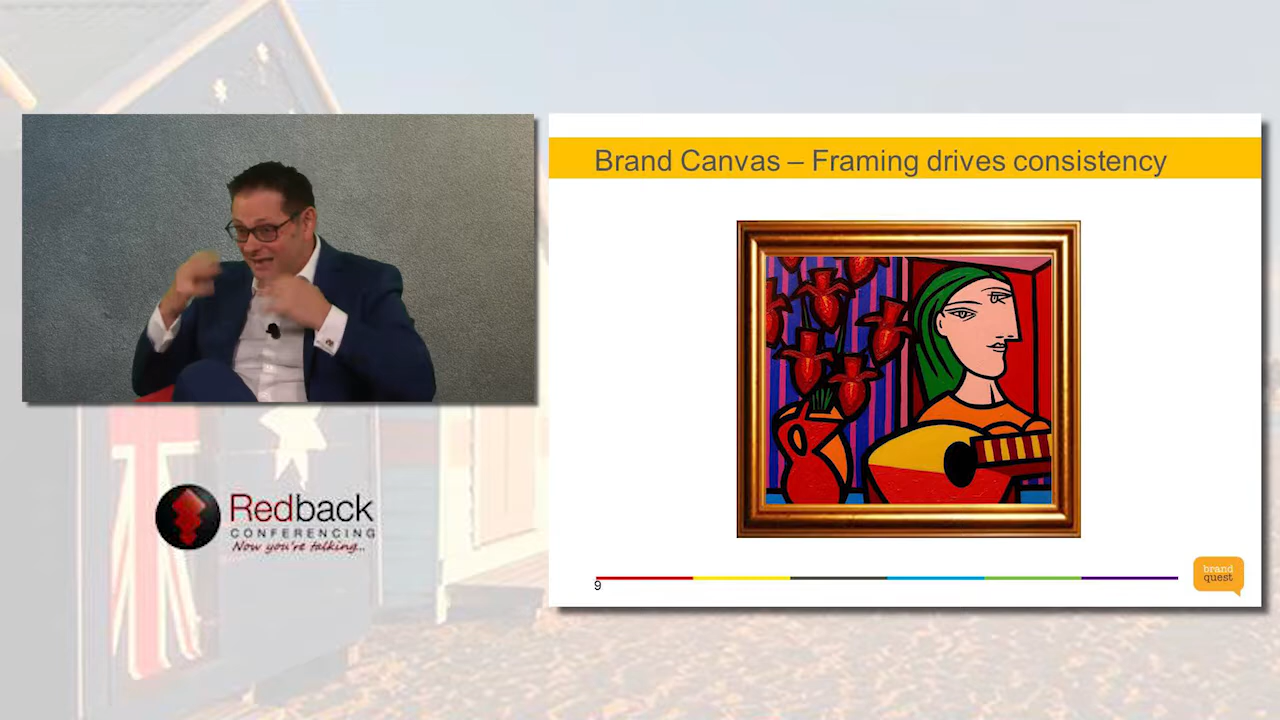 Brand Canvas – Framing drives consistency
Redback
CONFERENCING
Now you're talking...
9
brand
quest